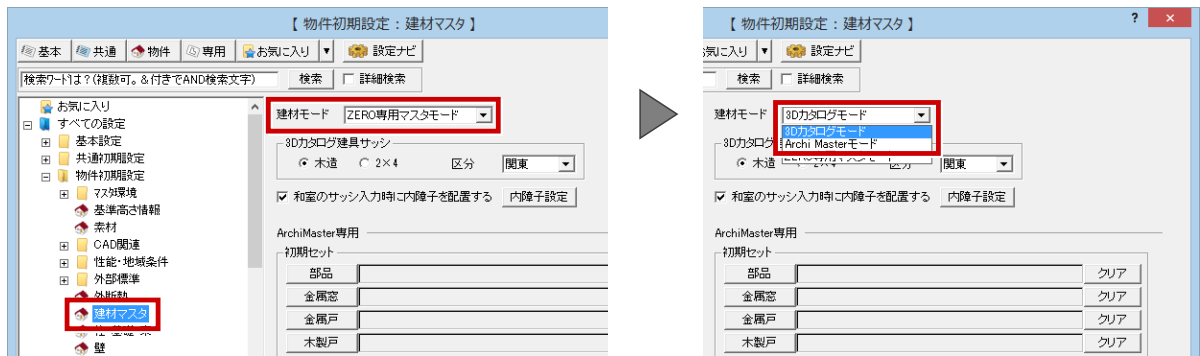 【 物件初期設定：建材マスタ 】
基本 共通 物件 専用 お気に入り ▼ 設定ナビ
検索ワードは？(複数可。＆付きでAND検索文字) 検索 詳細検索
お気に入り
すべての設定
基本設定
共通初期設定
物件初期設定
マスタ環境
基準高さ情報
素材
CAD関連
性能・地域条件
外部標準
外断熱
建材マスタ
壁
建材モード ZERO専用マスタモード
3Dカタログ建具サッシ
木造 2×4 区分 関東
和室のサッシ入力時に内障子を配置する 内障子設定
ArchiMaster専用
初期セット
部品
金属窓
金属戸
木製戸
【 物件初期設定：建材マスタ 】 ? ×
気に入り ▼ 設定ナビ
検索 詳細検索
建材モード 3Dカタログモード
3Dカタログモード
Archi Masterモード
3Dカタログ
木造 区分 関東
和室のサッシ入力時に内障子を配置する 内障子設定
ArchiMaster専用
初期セット
部品 クリア
金属窓 クリア
金属戸 クリア
木製戸 クリア